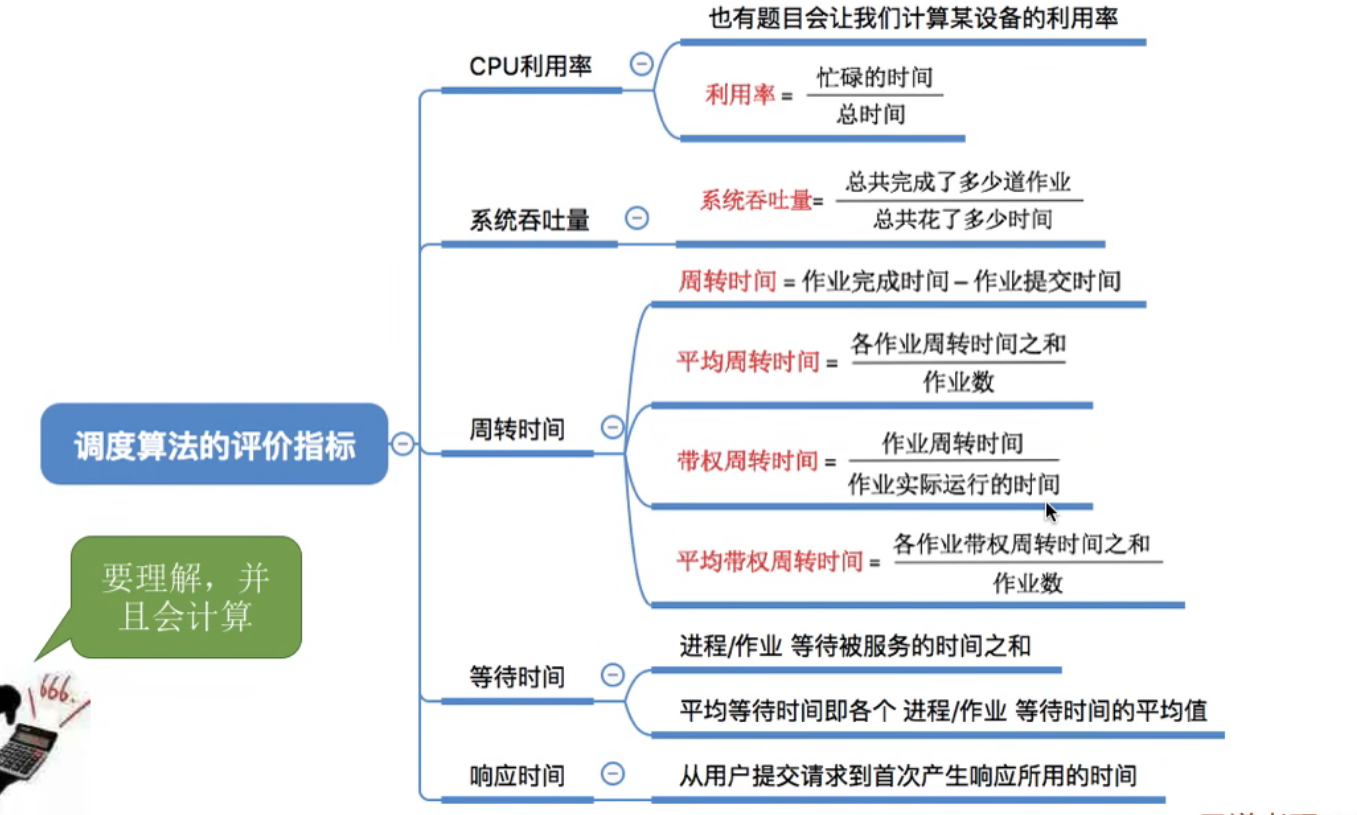 也有题目会让我们计算某设备的利用率
CPU利用率
利用率 = 忙碌的时间
总时间
系统吞吐量
系统吞吐量= 总共完成了多少道作业
总共花了多少时间
周转时间 = 作业完成时间 – 作业提交时间
平均周转时间 = 各作业周转时间之和
作业数
周转时间
带权周转时间 = 作业周转时间
作业实际运行的时间
平均带权周转时间 = 各作业带权周转时间之和
作业数
调度算法的评价指标
要理解，并
且会计算
666.
等待时间
进程/作业 等待被服务的时间之和
平均等待时间即各个 进程/作业 等待时间的平均值
响应时间
从用户提交请求到首次产生响应所用的时间